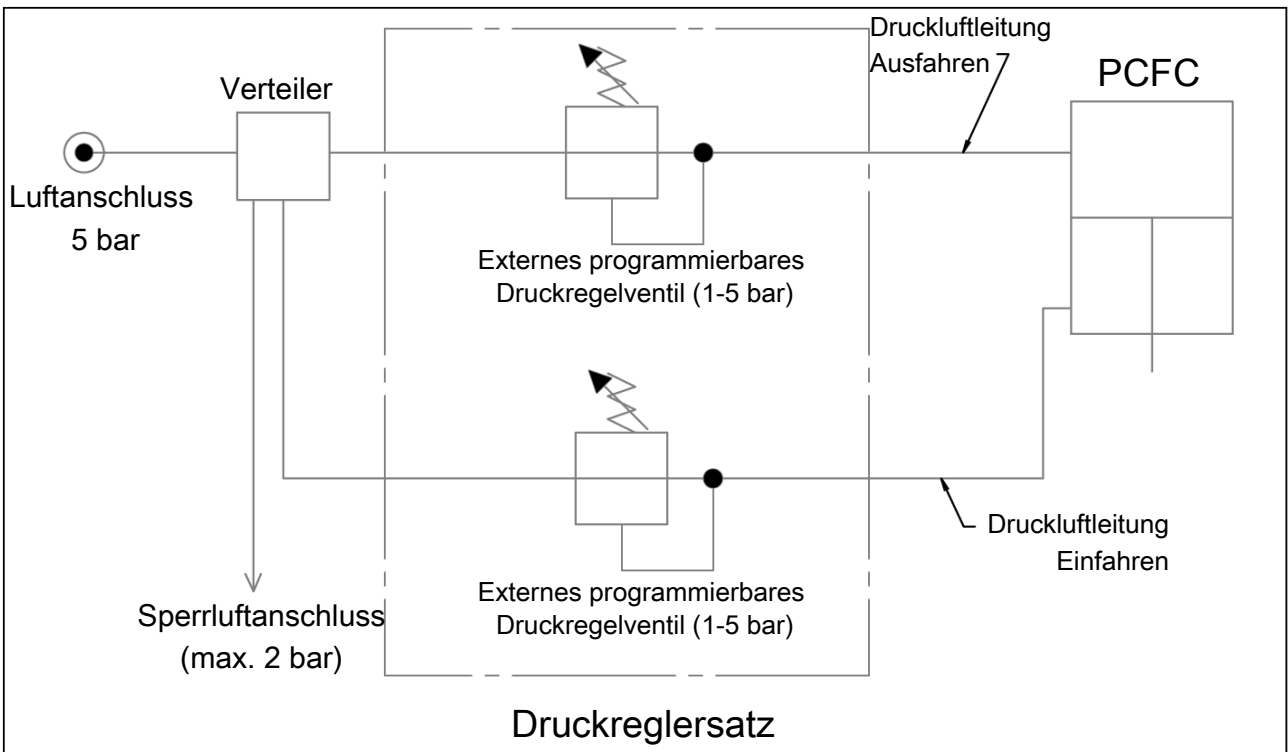 Druckluftleitung
Ausfahren
PCFC
Verteiler
Luftanschluss
5 bar
Externes programmierbares
Druckregelventil (1-5 bar)
Druckluftleitung
Einfahren
Externes programmierbares
Druckregelventil (1-5 bar)
Sperrluftanschluss
(max. 2 bar)
Druckreglersatz